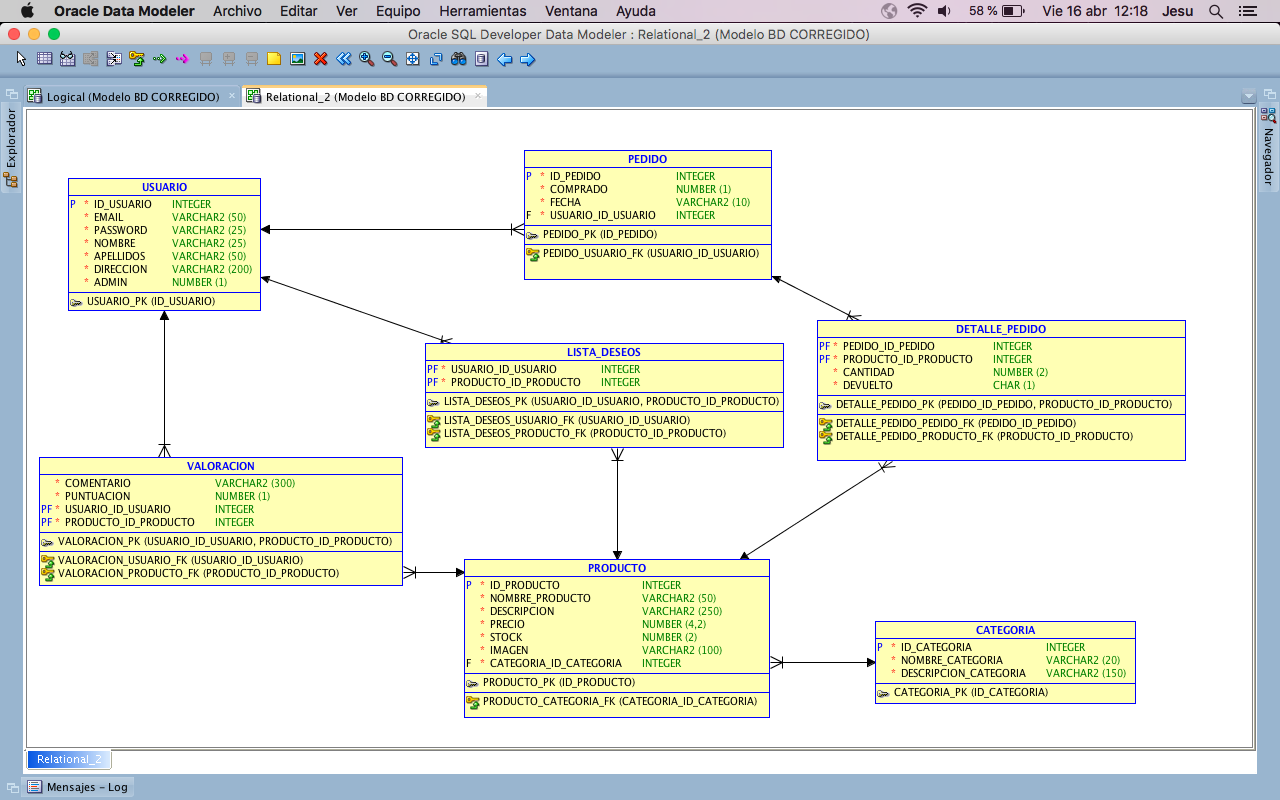 Oracle Data Modeler Archivo Editar Ver Equipo Herramientas Ventana Ayuda 58 % Vie 16 abr 12:18 Jesu
Oracle SQL Developer Data Modeler : Relational_2 (Modelo BD CORREGIDO)
Logical (Modelo BD CORREGIDO) × Relational_2 (Modelo BD CORREGIDO) ×
Explorador
Navegador
USUARIO
P * ID_USUARIO INTEGER
* EMAIL VARCHAR2 (50)
* PASSWORD VARCHAR2 (25)
* NOMBRE VARCHAR2 (25)
* APELLIDOS VARCHAR2 (50)
* DIRECCION VARCHAR2 (200)
* ADMIN NUMBER (1)
USUARIO_PK (ID_USUARIO)
PEDIDO
P * ID_PEDIDO INTEGER
* COMPRADO NUMBER (1)
* FECHA VARCHAR2 (10)
F * USUARIO_ID_USUARIO INTEGER
PEDIDO_PK (ID_PEDIDO)
PEDIDO_USUARIO_FK (USUARIO_ID_USUARIO)
LISTA_DESEOS
PF * USUARIO_ID_USUARIO INTEGER
PF * PRODUCTO_ID_PRODUCTO INTEGER
LISTA_DESEOS_PK (USUARIO_ID_USUARIO, PRODUCTO_ID_PRODUCTO)
LISTA_DESEOS_USUARIO_FK (USUARIO_ID_USUARIO)
LISTA_DESEOS_PRODUCTO_FK (PRODUCTO_ID_PRODUCTO)
DETALLE_PEDIDO
PF * PEDIDO_ID_PEDIDO INTEGER
PF * PRODUCTO_ID_PRODUCTO INTEGER
* CANTIDAD NUMBER (2)
* DEVUELTO CHAR (1)
DETALLE_PEDIDO_PK (PEDIDO_ID_PEDIDO, PRODUCTO_ID_PRODUCTO)
DETALLE_PEDIDO_PEDIDO_FK (PEDIDO_ID_PEDIDO)
DETALLE_PEDIDO_PRODUCTO_FK (PRODUCTO_ID_PRODUCTO)
VALORACION
* COMENTARIO VARCHAR2 (300)
* PUNTUACION NUMBER (1)
PF * USUARIO_ID_USUARIO INTEGER
PF * PRODUCTO_ID_PRODUCTO INTEGER
VALORACION_PK (USUARIO_ID_USUARIO, PRODUCTO_ID_PRODUCTO)
VALORACION_USUARIO_FK (USUARIO_ID_USUARIO)
VALORACION_PRODUCTO_FK (PRODUCTO_ID_PRODUCTO)
PRODUCTO
P * ID_PRODUCTO INTEGER
* NOMBRE_PRODUCTO VARCHAR2 (50)
* DESCRIPCION VARCHAR2 (250)
* PRECIO NUMBER (4,2)
* STOCK NUMBER (2)
* IMAGEN VARCHAR2 (100)
F * CATEGORIA_ID_CATEGORIA INTEGER
PRODUCTO_PK (ID_PRODUCTO)
PRODUCTO_CATEGORIA_FK (CATEGORIA_ID_CATEGORIA)
CATEGORIA
P * ID_CATEGORIA INTEGER
* NOMBRE_CATEGORIA VARCHAR2 (20)
* DESCRIPCION_CATEGORIA VARCHAR2 (150)
CATEGORIA_PK (ID_CATEGORIA)
Relational_2
Mensajes - Log